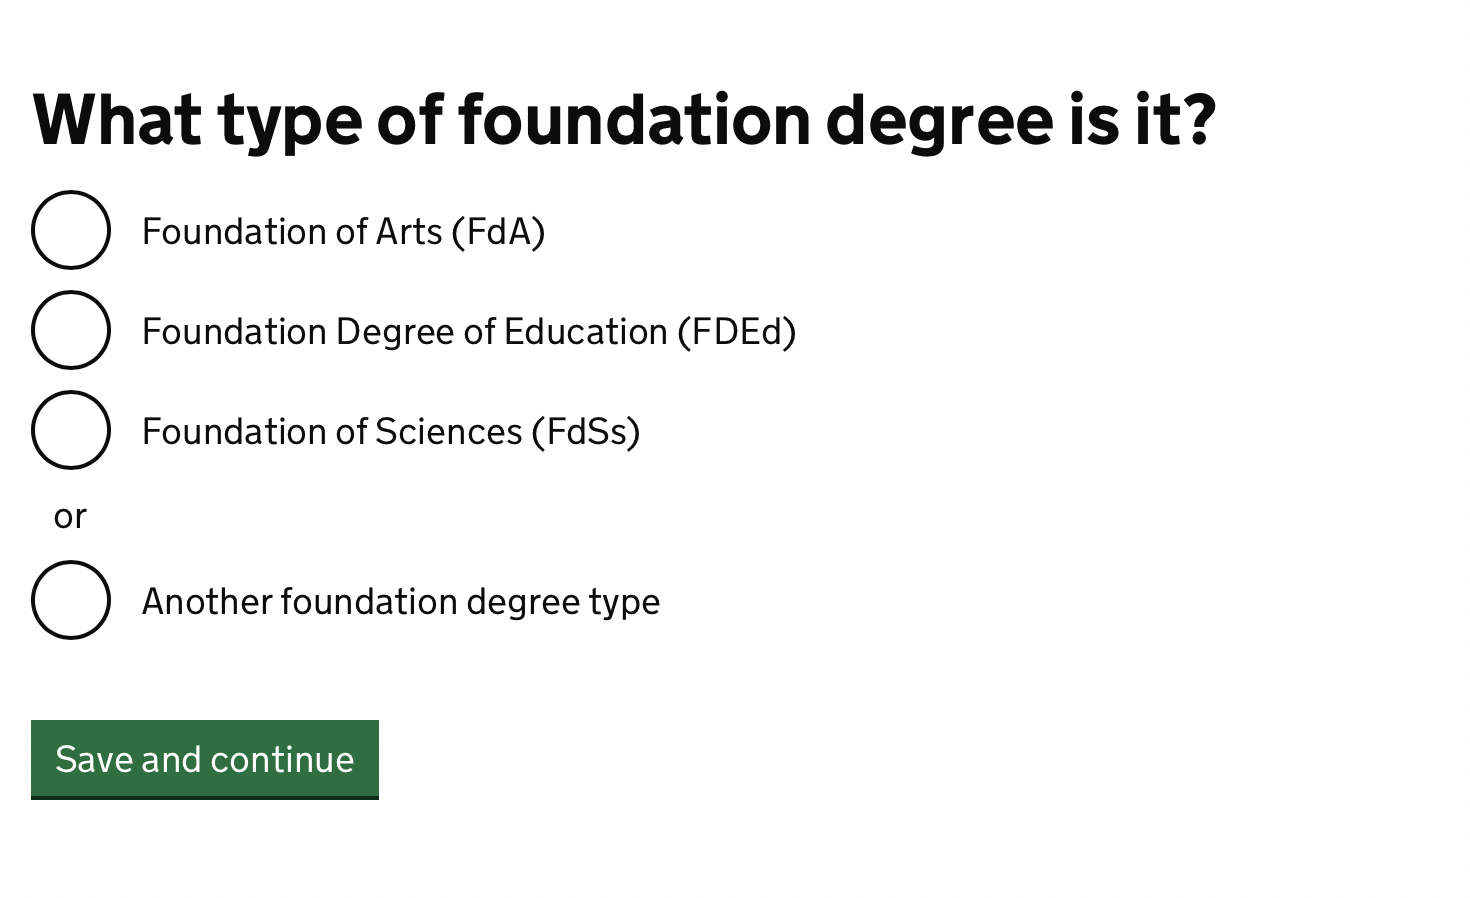 What type of foundation degree is it?
Foundation of Arts (FdA)
Foundation Degree of Education (FDEd)
Foundation of Sciences (FdSs)
or
Another foundation degree type
Save and continue